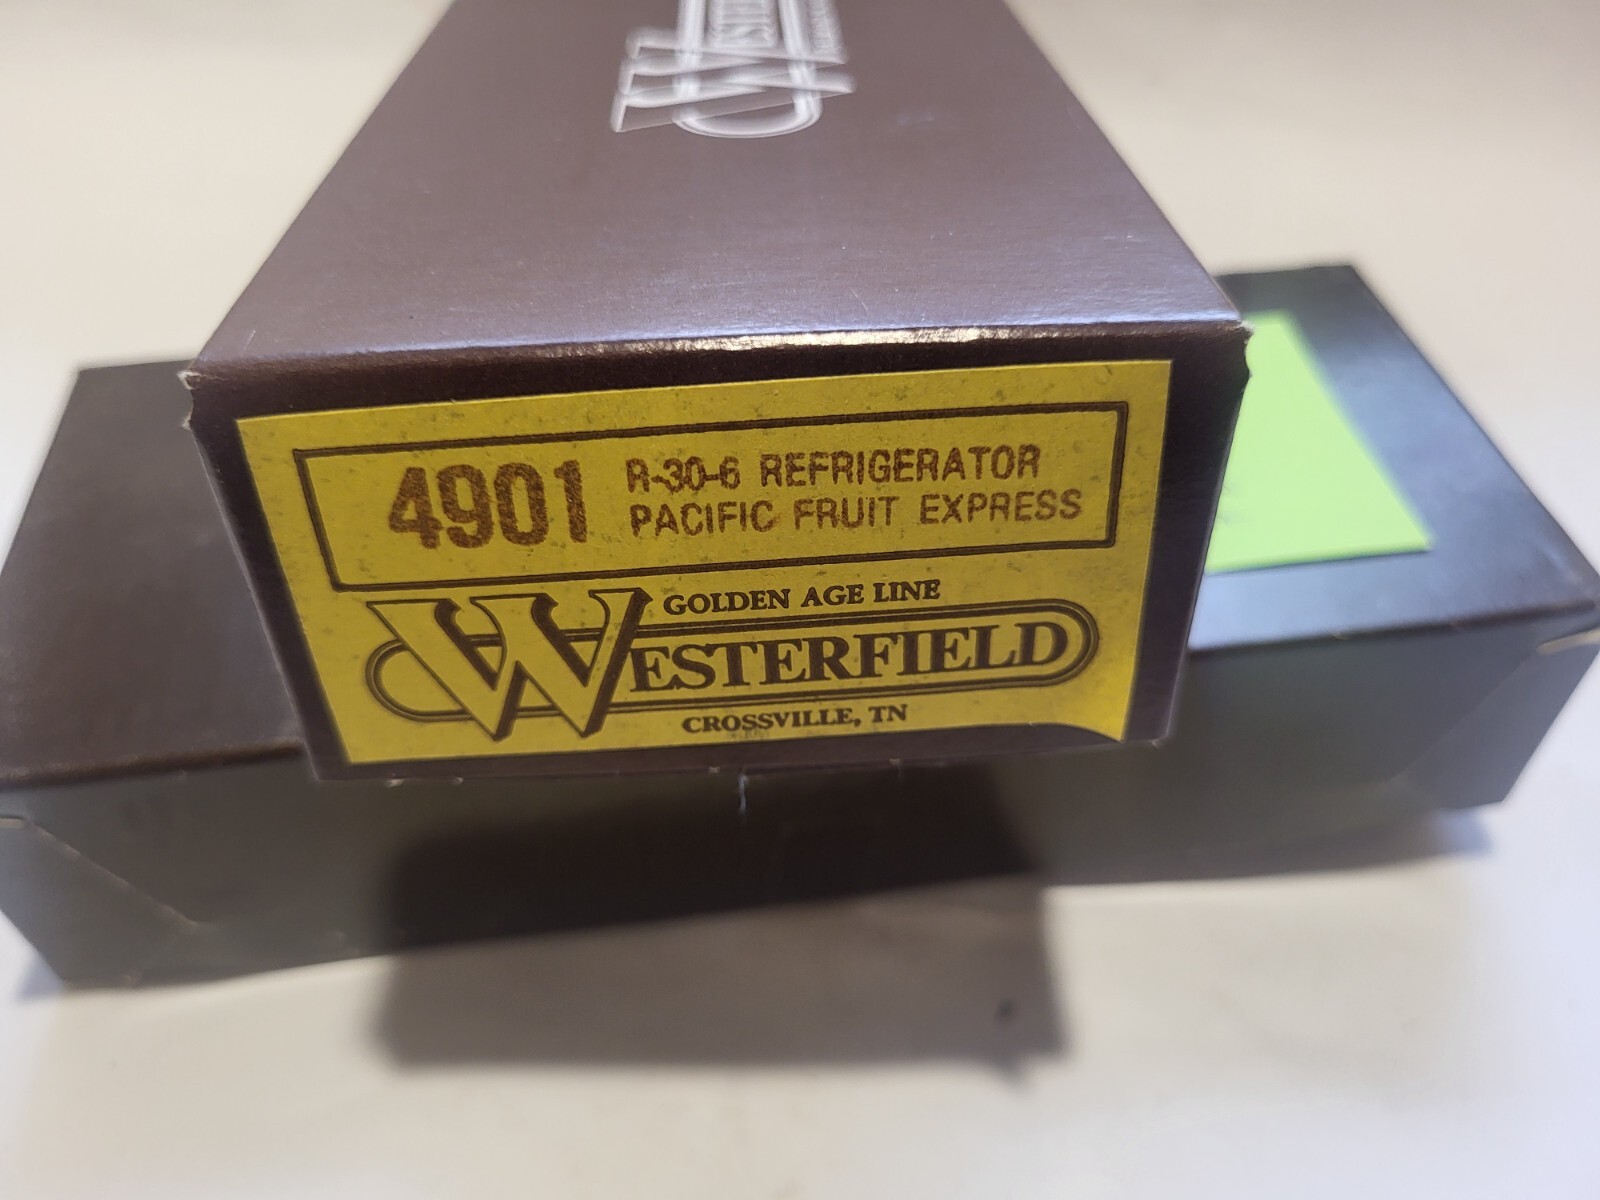 4901 R-30-6 REFRIGERATOR
PACIFIC FRUIT EXPRESS
GOLDEN AGE LINE
WESTERFIELD
CROSSVILLE, TN